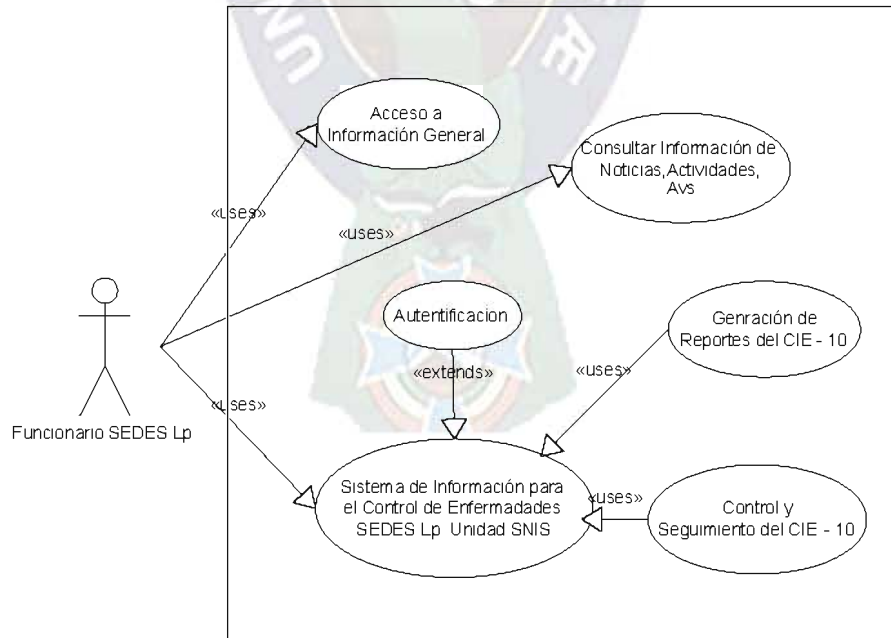 UN
Æ
Acceso a
Información General
Consultar Información de
Noticias,Actividades,
Avs
«uses»
«uses»
Autentificacion
Genración de
Reportes del CIE - 10
«extends»
«uses»
«uses»
Funcionario SEDES Lp
Sistema de Información para
el Control de Enfermadades
SEDES Lp Unidad SNIS
«uses»
Control y
Seguimiento del CIE - 10